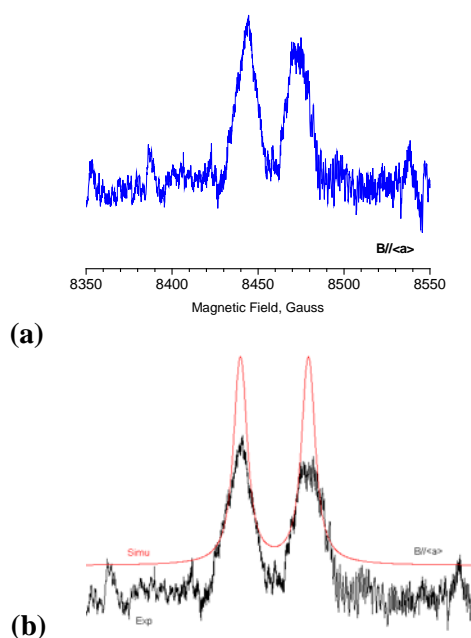 B//<a>
8350 8400 8450 8500 8550
Magnetic Field, Gauss
(a)
Simu B//<a>
Exp
(b)